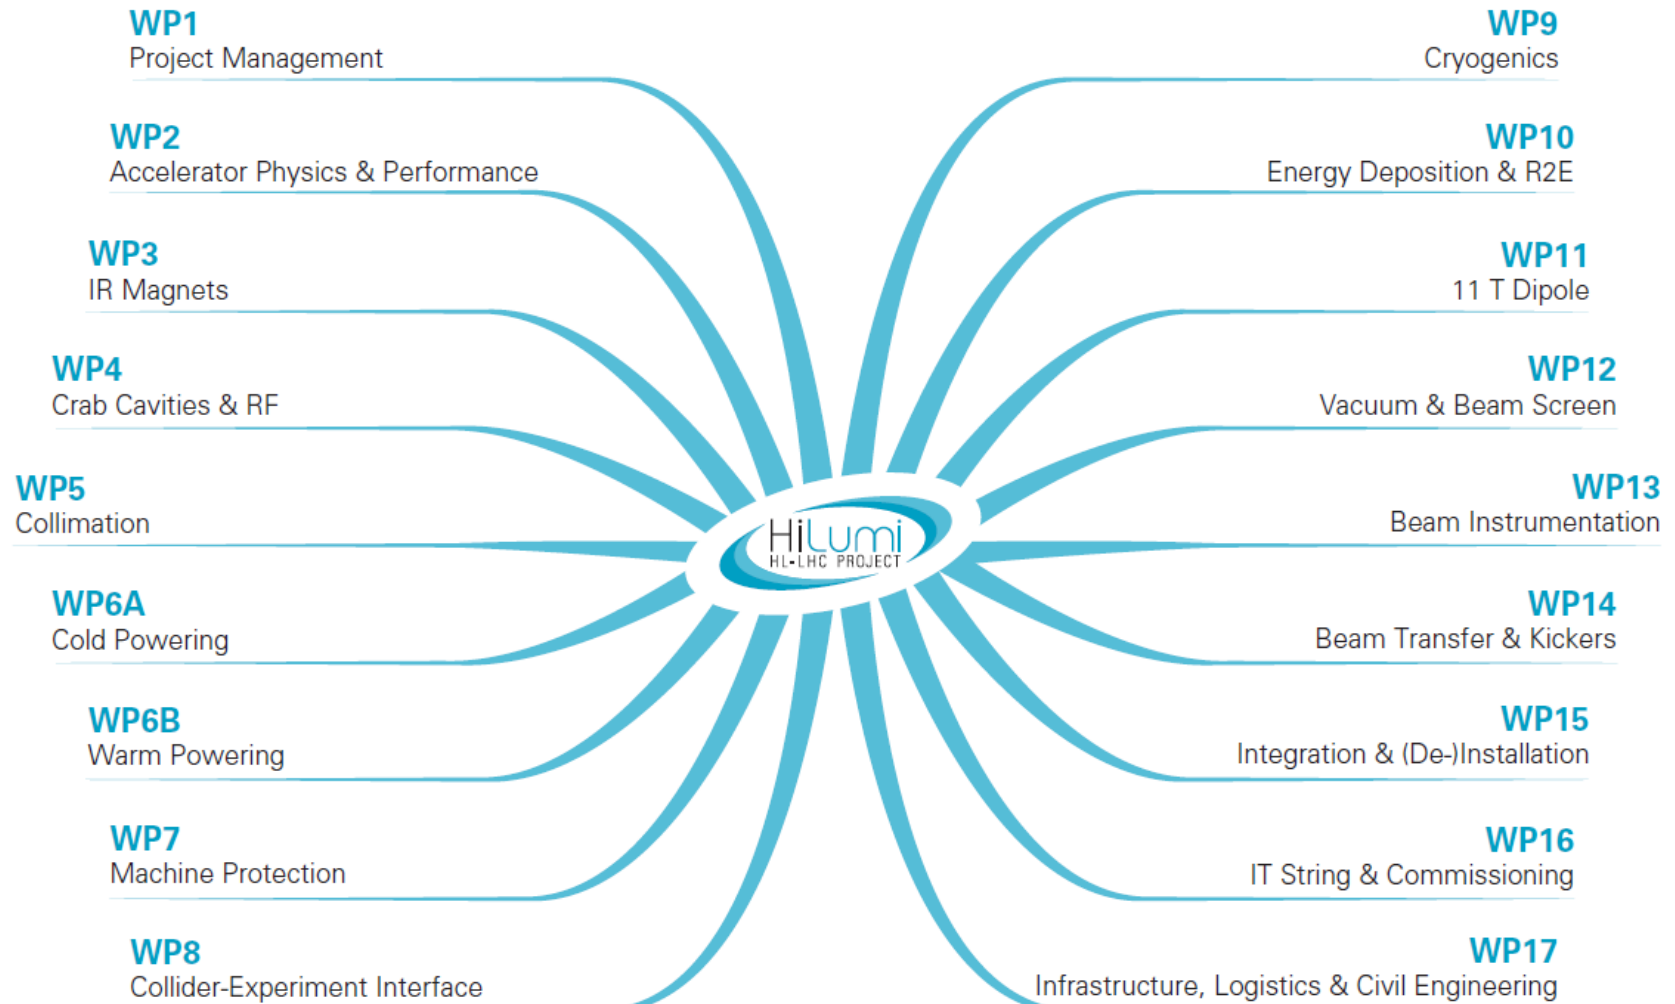 WP1
Project Management
WP2
Accelerator Physics & Performance
WP3
IR Magnets
WP4
Crab Cavities & RF
WP5
Collimation
WP6A
Cold Powering
WP6B
Warm Powering
WP7
Machine Protection
WP8
Collider-Experiment Interface
HiLumi
HL-LHC PROJECT
WP9
Cryogenics
WP10
Energy Deposition & R2E
WP11
11 T Dipole
WP12
Vacuum & Beam Screen
WP13
Beam Instrumentation
WP14
Beam Transfer & Kickers
WP15
Integration & (De-)Installation
WP16
IT String & Commissioning
WP17
Infrastructure, Logistics & Civil Engineering